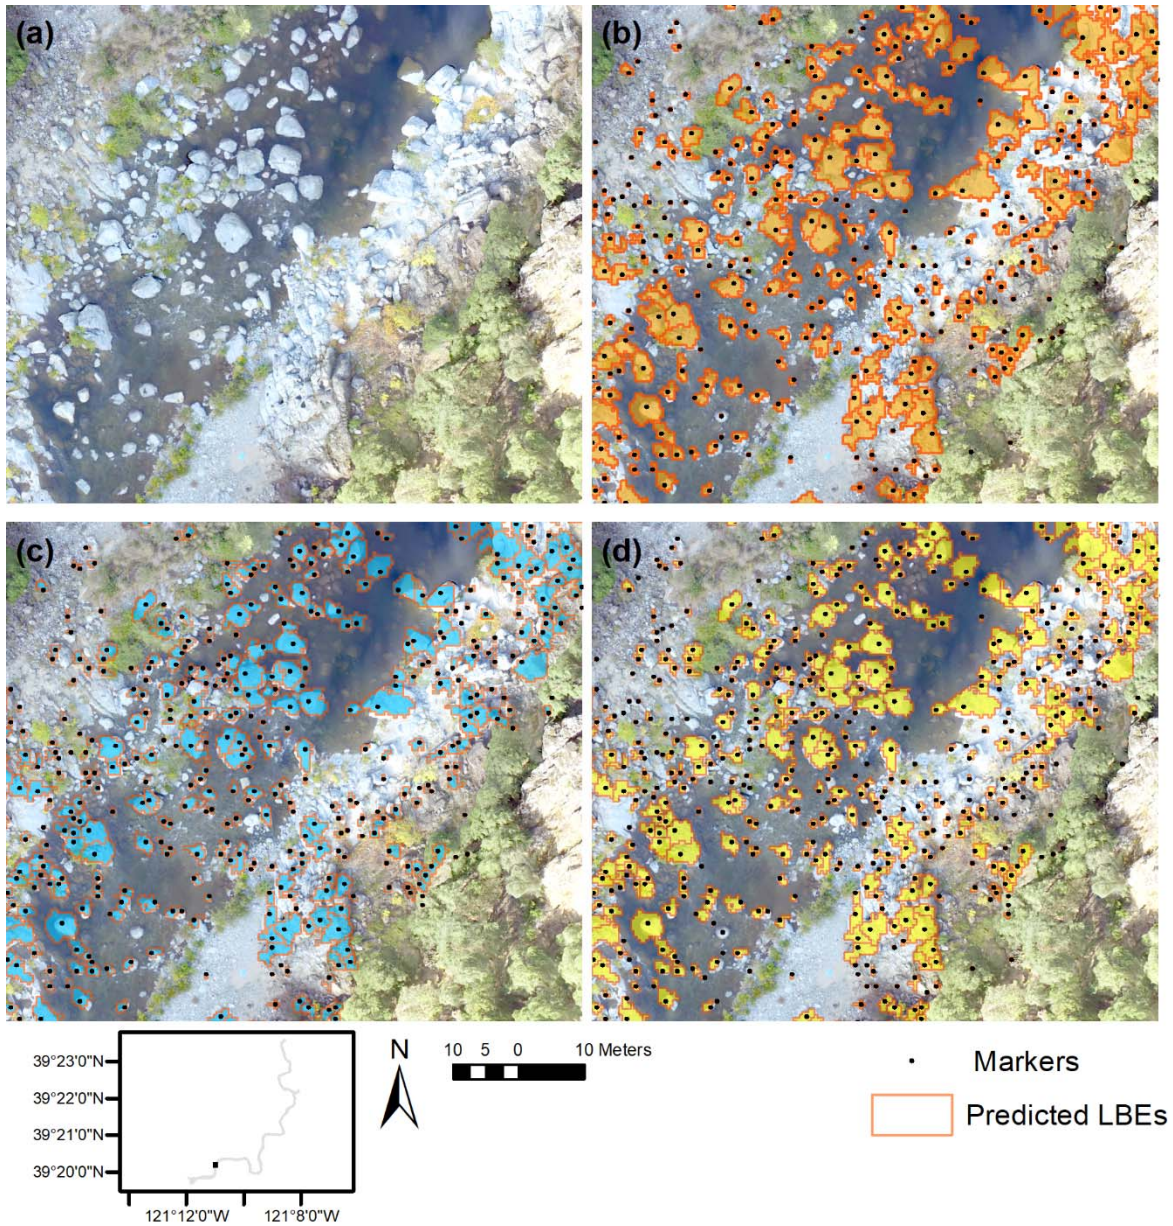 (a)
(b)
(c)
(d)
39°23'0"N
39°22'0"N
39°21'0"N
39°20'0"N
121°12'0"W 121°8'0"W
N
10 5 0 10 Meters
Markers
Predicted LBEs